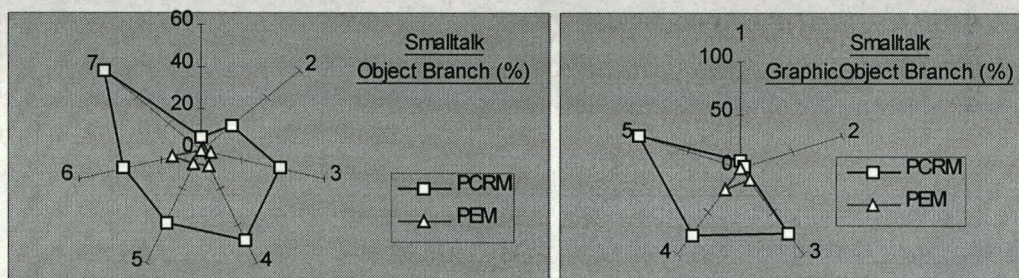 60
40
20
0
2
3
4
5
6
7
Smalltalk
Object Branch (%)
PCRM
PEM
1
100
50
0
2
3
4
5
Smalltalk
GraphicObject Branch (%)
PCRM
PEM